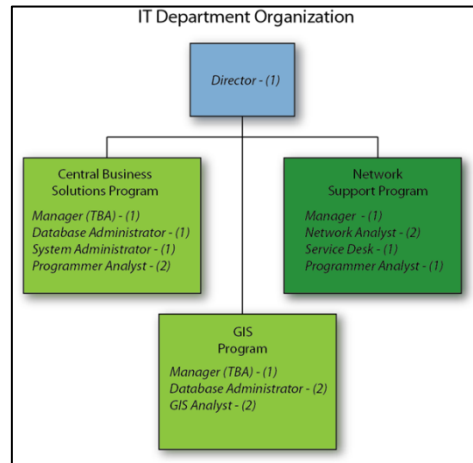 IT Department Organization
Director - (1)
Central Business
Solutions Program
Manager (TBA) - (1)
Database Administrator - (1)
System Administrator - (1)
Programmer Analyst - (2)
Network
Support Program
Manager - (1)
Network Analyst - (2)
Service Desk - (1)
Programmer Analyst - (1)
GIS
Program
Manager (TBA) - (1)
Database Administrator - (2)
GIS Analyst - (2)